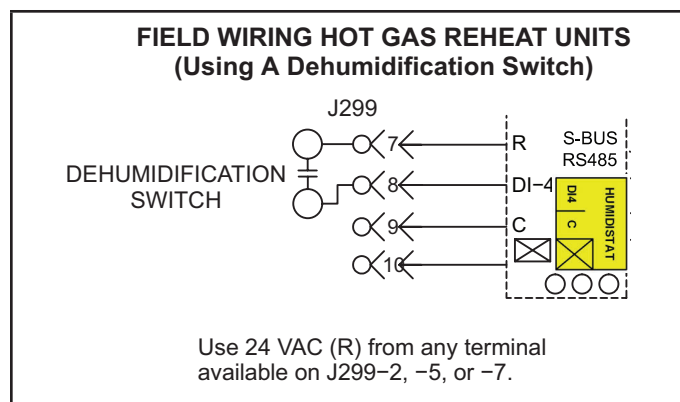 FIELD WIRING HOT GAS REHEAT UNITS
(Using A Dehumidification Switch)
J299
DEHUMIDIFICATION
SWITCH
7
8
9
10
R
DI−4
C
S-BUS
RS485
DI4
C
HUMIDISTAT
Use 24 VAC (R) from any terminal
available on J299−2, −5, or −7.